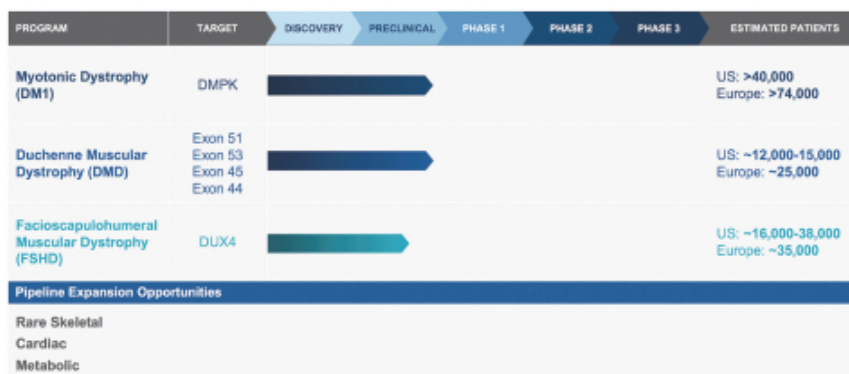 PROGRAM TARGET DISCOVERY PRECLINICAL PHASE 1 PHASE 2 PHASE 3 ESTIMATED PATIENTS
Myotonic Dystrophy
(DM1)
DMPK
US: >40,000
Europe: >74,000
Duchenne Muscular
Dystrophy (DMD)
Exon 51
Exon 53
Exon 45
Exon 44
US: ~12,000-15,000
Europe: ~25,000
Facioscapulohumeral
Muscular Dystrophy
(FSHD)
DUX4
US: ~16,000-38,000
Europe: ~35,000
Pipeline Expansion Opportunities
Rare Skeletal
Cardiac
Metabolic